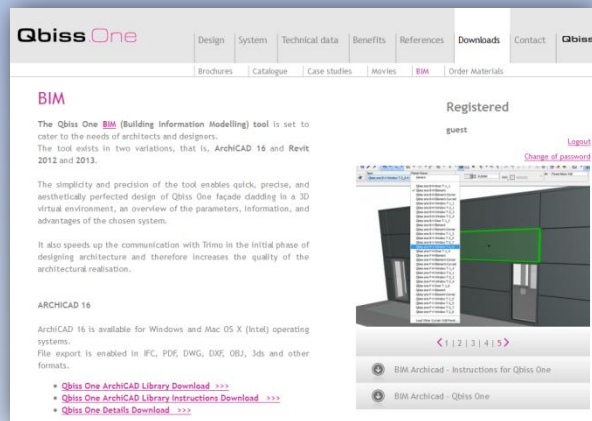 Qbiss.One
Design System Technical data Benefits References Downloads Contact Qbiss
Brochures Catalogue Case studies Movies BIM Order Materials
BIM
The Qbiss One BIM (Building Information Modelling) tool is set to
cater to the needs of architects and designers.
The tool exists in two variations, that is, ArchiCAD 16 and Revit
2012 and 2013.
The simplicity and precision of the tool enables quick, precise, and
aesthetically perfected design of Qbiss One façade cladding in a 3D
virtual environment, an overview of the parameters, information, and
advantages of the chosen system.
It also speeds up the communication with Trimo in the initial phase of
designing architecture and therefore increases the quality of the
architectural realisation.
ARCHICAD 16
ArchiCAD 16 is available for Windows and Mac OS X (Intel) operating
systems.
File export is enabled in IFC, PDF, DWG, DXF, OBJ, 3ds and other
formats.
Qbiss One ArchiCAD Library Download >>>
Qbiss One ArchiCAD Library Instructions Download >>>
Qbiss One Details Download >>>
Registered
guest
Logout
Change of password
1 | 2 | 3 | 4 | 5
BIM Archicad - Instructions for Qbiss One
BIM Archicad - Qbiss One